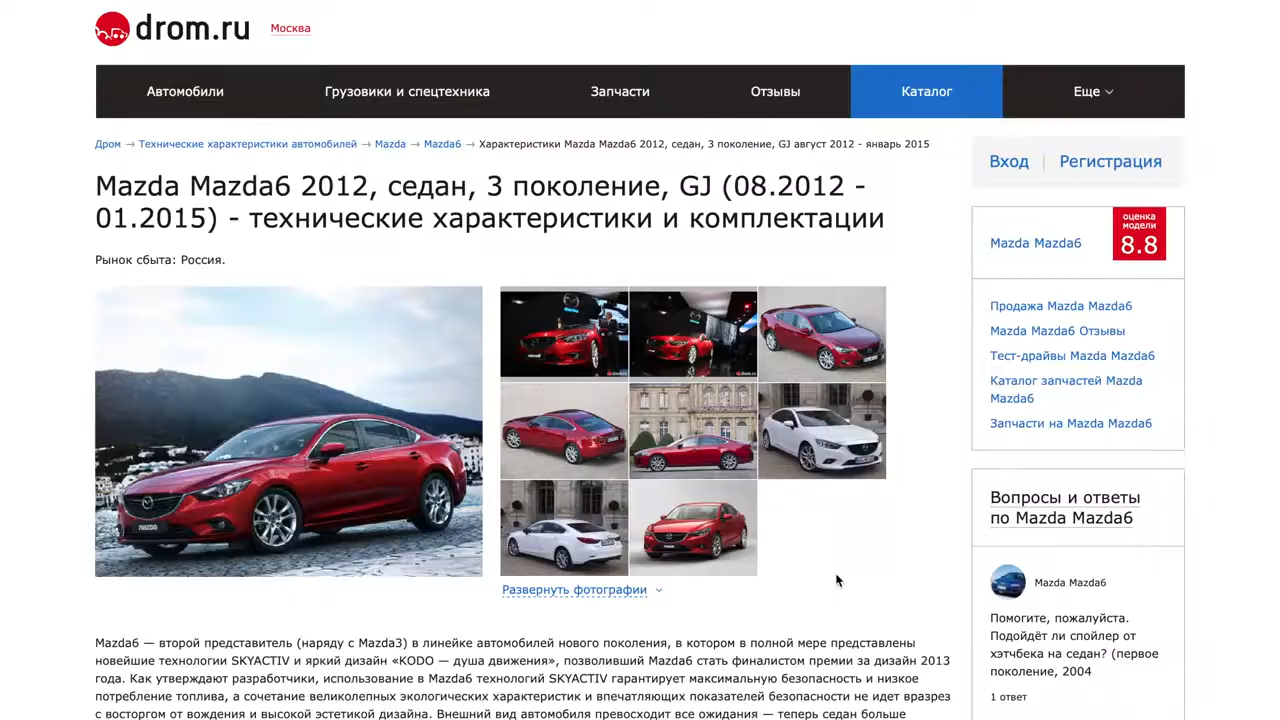 drom.ru
Москва
Автомобили
Грузовики и спецтехника
Запчасти
Отзывы
Каталог
Еще
Дром → Технические характеристики автомобилей → Mazda → Mazda6 → Характеристики Mazda Mazda6 2012, седан, 3 поколение, GJ август 2012 - январь 2015
Mazda Mazda6 2012, седан, 3 поколение, GJ (08.2012 -
01.2015) - технические характеристики и комплектации
Рынок сбыта: Россия.
Развернуть фотографии
Mazda6 — второй представитель (наряду с Mazda3) в линейке автомобилей нового поколения, в котором в полной мере представлены
новейшие технологии SKYACTIV и яркий дизайн «KODO — душа движения», позволивший Mazda6 стать финалистом премии за дизайн 2013
года. Как утверждают разработчики, использование в Mazda6 технологий SKYACTIV гарантирует максимальную безопасность и низкое
потребление топлива, а сочетание великолепных экологических характеристик и впечатляющих показателей безопасности не идет вразрез
с восторгом от вождения и высокой эстетикой дизайна. Внешний вид автомобиля превосходит все ожидания — теперь седан больше
Вход | Регистрация
Mazda Mazda6
оценка
модели
8.8
Продажа Mazda Mazda6
Mazda Mazda6 Отзывы
Тест-драйвы Mazda Mazda6
Каталог запчастей Mazda
Mazda6
Запчасти на Mazda Mazda6
Вопросы и ответы
по Mazda Mazda6
Mazda Mazda6
Помогите, пожалуйста.
Подойдёт ли спойлер от
хэтчбека на седан? (первое
поколение, 2004
1 ответ